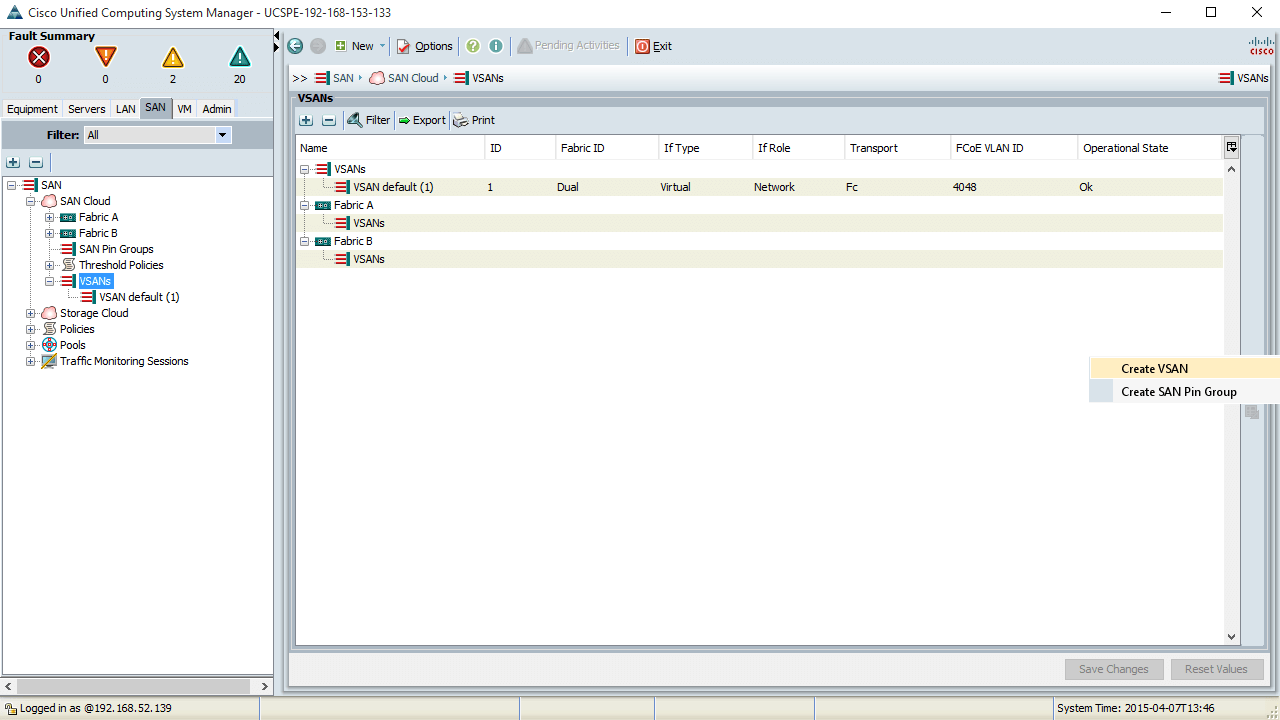 Cisco Unified Computing System Manager - UCSPE-192-168-153-133
Fault Summary
0 0 2 20
New Options Pending Activities Exit
CISCO
>> SAN SAN Cloud VSANs VSANs
Equipment Servers LAN SAN VM Admin
Filter: All
VSANs
Filter Export Print
Name ID Fabric ID If Type If Role Transport FCoE VLAN ID Operational State
VSANs
VSAN default (1) 1 Dual Virtual Network Fc 4048 Ok
Fabric A
VSANs
Fabric B
VSANs
SAN
SAN Cloud
Fabric A
Fabric B
SAN Pin Groups
Threshold Policies
VSANs
VSAN default (1)
Storage Cloud
Policies
Pools
Traffic Monitoring Sessions
Create VSAN
Create SAN Pin Group
Save Changes Reset Values
Logged in as @192.168.52.139
System Time: 2015-04-07T13:46